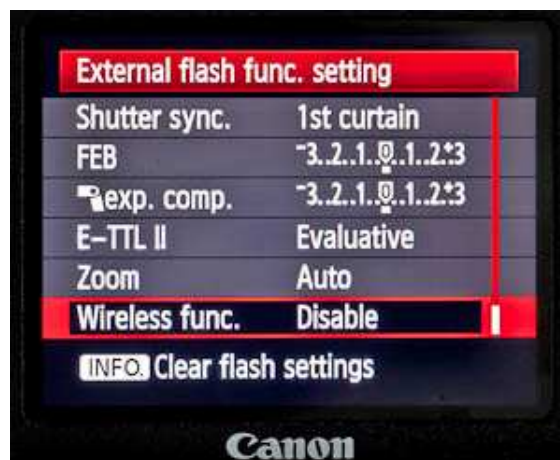 External flash func. setting
Shutter sync. 1st curtain
FEB -3..2..1..0..1..2.+3
exp. comp. -3..2..1..0..1..2.+3
E-TTL II Evaluative
Zoom Auto
Wireless func. Disable
INFO. Clear flash settings
Canon